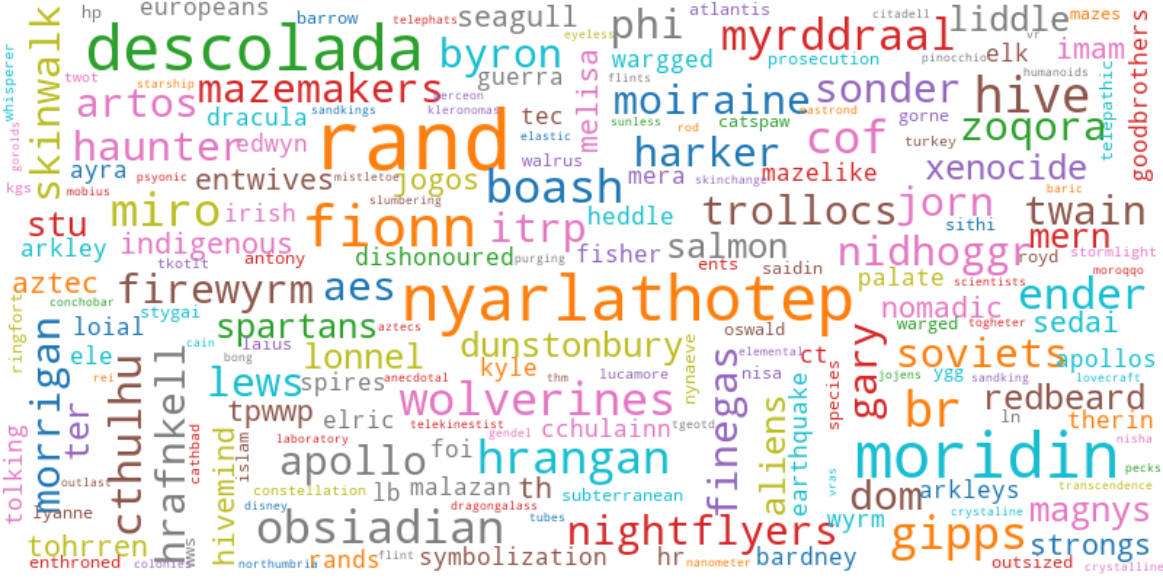 hp europeans barrow telephats seagull eyeless phi atlantis citadell liddle vr mazes
whisperer skinwalk descolada byron wargged myrddraal prosecution pinocchio elk imam goodbrothers
twot starship mazemakers guerra melisa flints moiraine sonder hive humanoids telepathic
artos dracula sandkings kleronomas tec sunless rod catspaw gorne zoqora
goroids haunter edwyn rand elastic harker cof turkey
kgs mobius ayra psyonic entwives mistletoe jogos walrus boash mera skinchange mazelike xenocide baric
stu miro irish slumbering fionn itrp heddle trollocs jorn sithi twain
arkley indigenous tkotlt antony dishonoured purging fisher salmon nidhoggr royd mern stormlight
aztec conchobar firewyrm aes nyarlathotep ents saidin palate scientists moroqqo
ringfort stygai nomadic ender
loial spartans aztecs dunstonbury oswald warged togheter sedai
morrigan ele cain laius lonnel nynaeve elemental ct gary soviets apollos
rei cthulhu hrafnkell bong lews spires anecdotal kyle thm lucamore finegas nisa species jojens ygg sandking lovecraft
ter tpwwp elric wolverines aliens earthquake br redbeard
tolking cathbad hivemind islam laboratory telekinestist gendel cchulainn tgeotd ln therin
apollo foi hrangan moridin nisha pecks
outlast constellation lb malazan th subterranean vras dom arkleys transcendence
lyanne disney obsiadian dragongalass tubes nightflyers wyrm crystaline magnys
tohrren wws gipps strongs
enthroned colonies northumbria rands flint symbolization hr nanometer bardney outsized crystalline